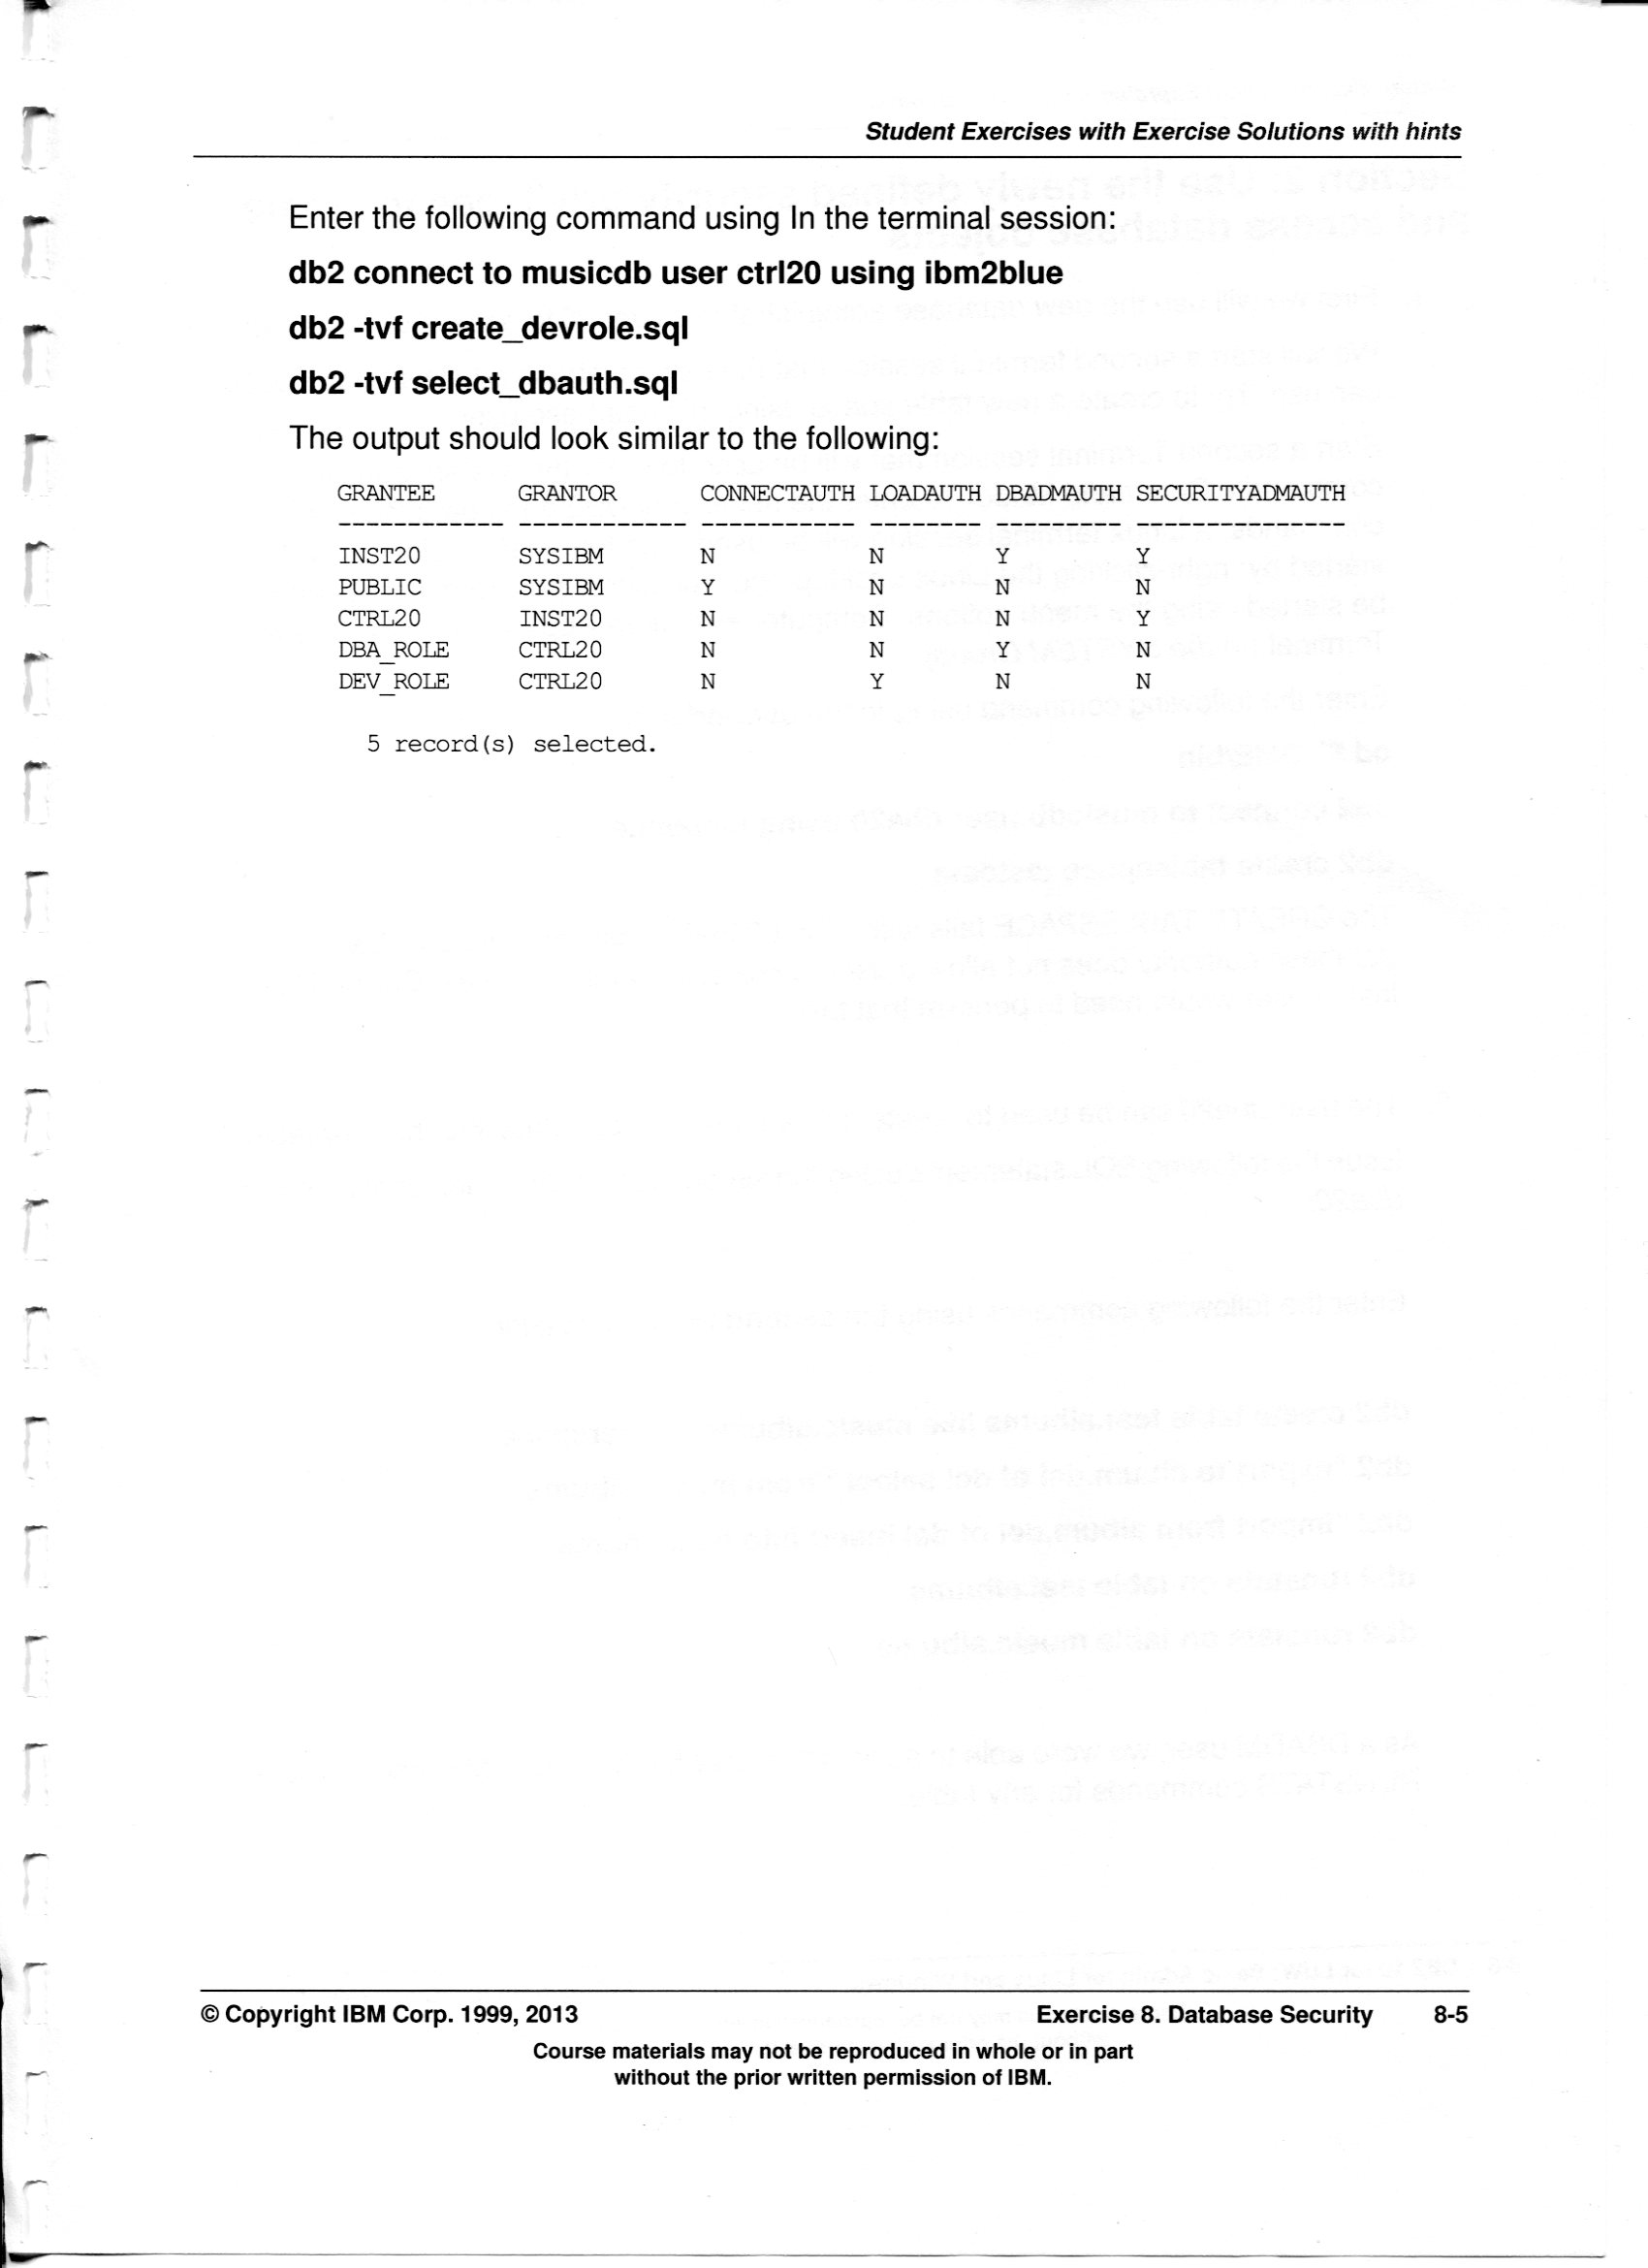 Student Exercises with Exercise Solutions with hints
Enter the following command using In the terminal session:
db2 connect to musicdb user ctrl20 using ibm2blue
db2 -tvf create_devrole.sql
db2 -tvf select_dbauth.sql
The output should look similar to the following:
GRANTEE GRANTOR CONNECTAUTH LOADAUTH DBADMAUTH SECURITYADMAUTH
------------ ------------ ----------- -------- --------- ---------------
INST20 SYSIBM N N Y Y
PUBLIC SYSIBM Y N N N
CTRL20 INST20 N N N Y
DBA_ROLE CTRL20 N N Y N
DEV_ROLE CTRL20 N Y N N
5 record(s) selected.
© Copyright IBM Corp. 1999, 2013 Exercise 8. Database Security 8-5
Course materials may not be reproduced in whole or in part
without the prior written permission of IBM.